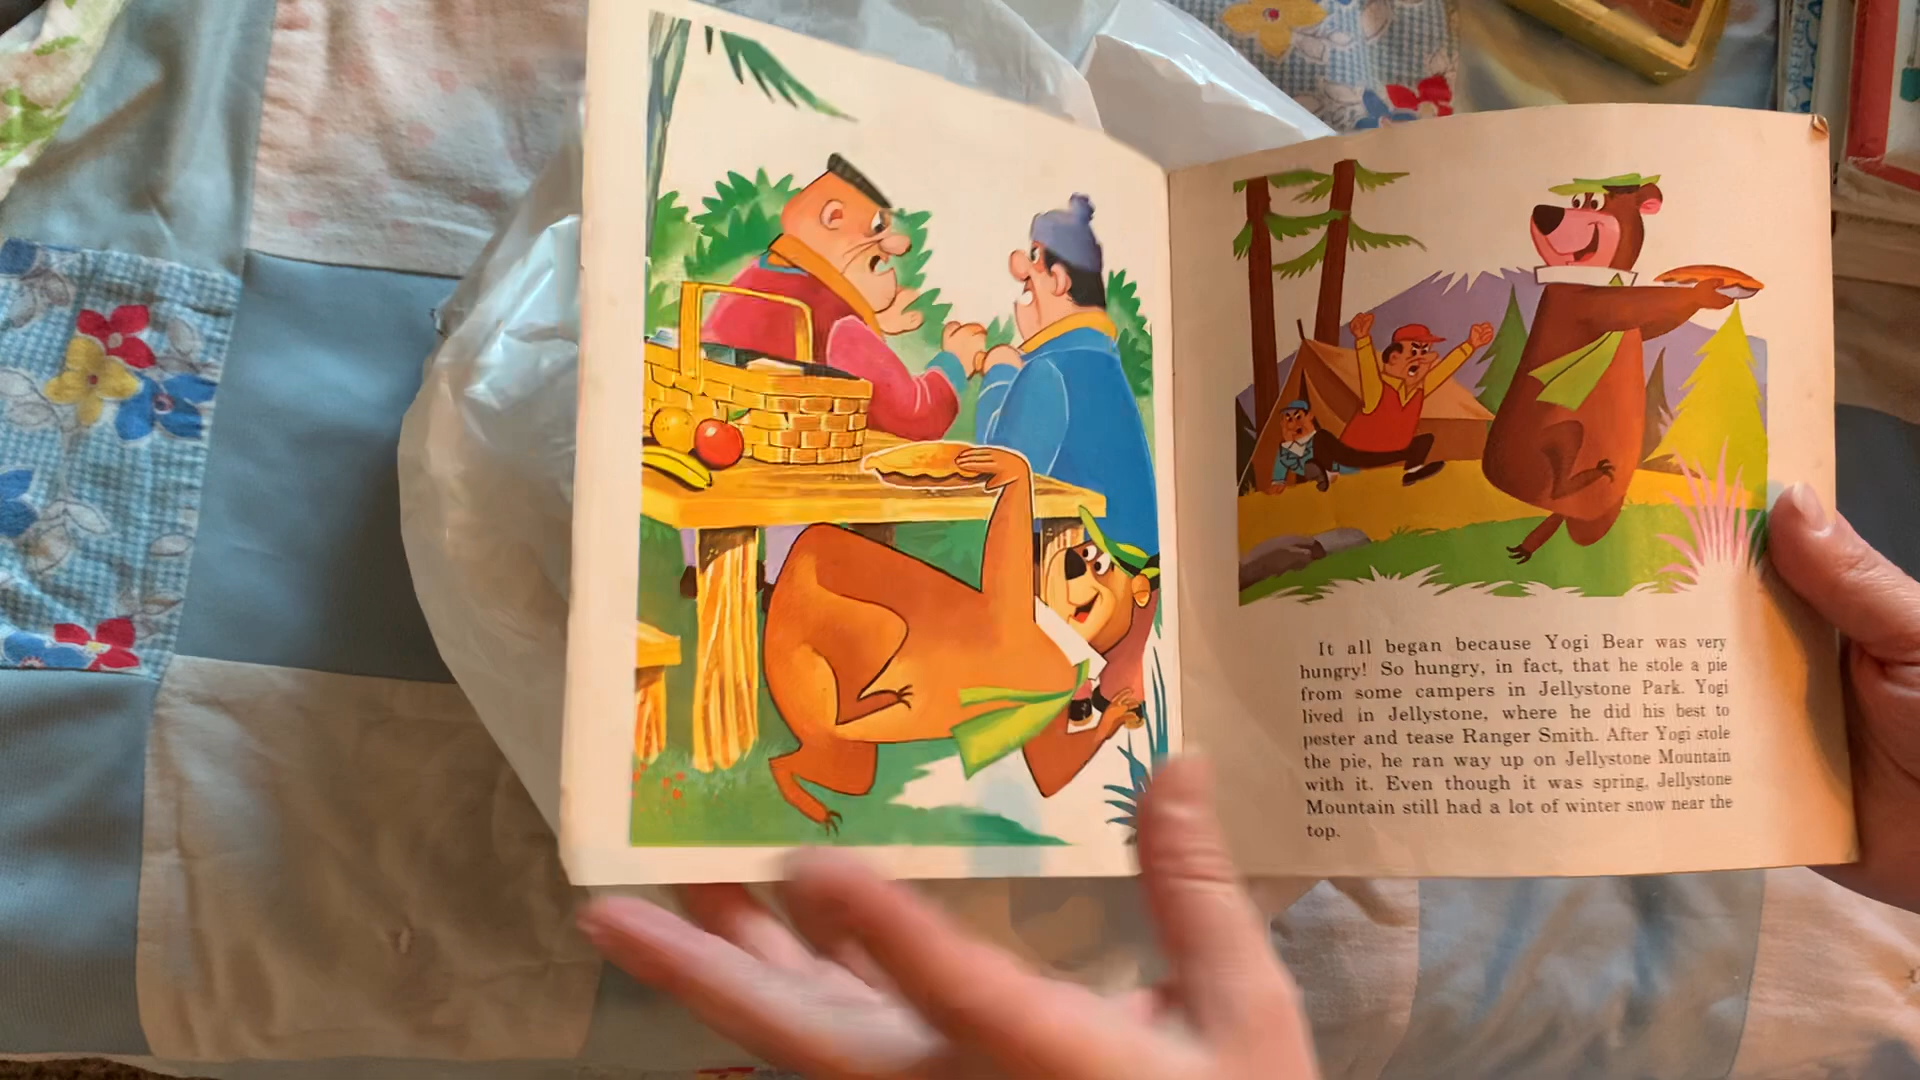 It all began because Yogi Bear was very
hungry! So hungry, in fact, that he stole a pie
from some campers in Jellystone Park. Yogi
lived in Jellystone, where he did his best to
pester and tease Ranger Smith. After Yogi stole
the pie, he ran way up on Jellystone Mountain
with it. Even though it was spring, Jellystone
Mountain still had a lot of winter snow near the
top.